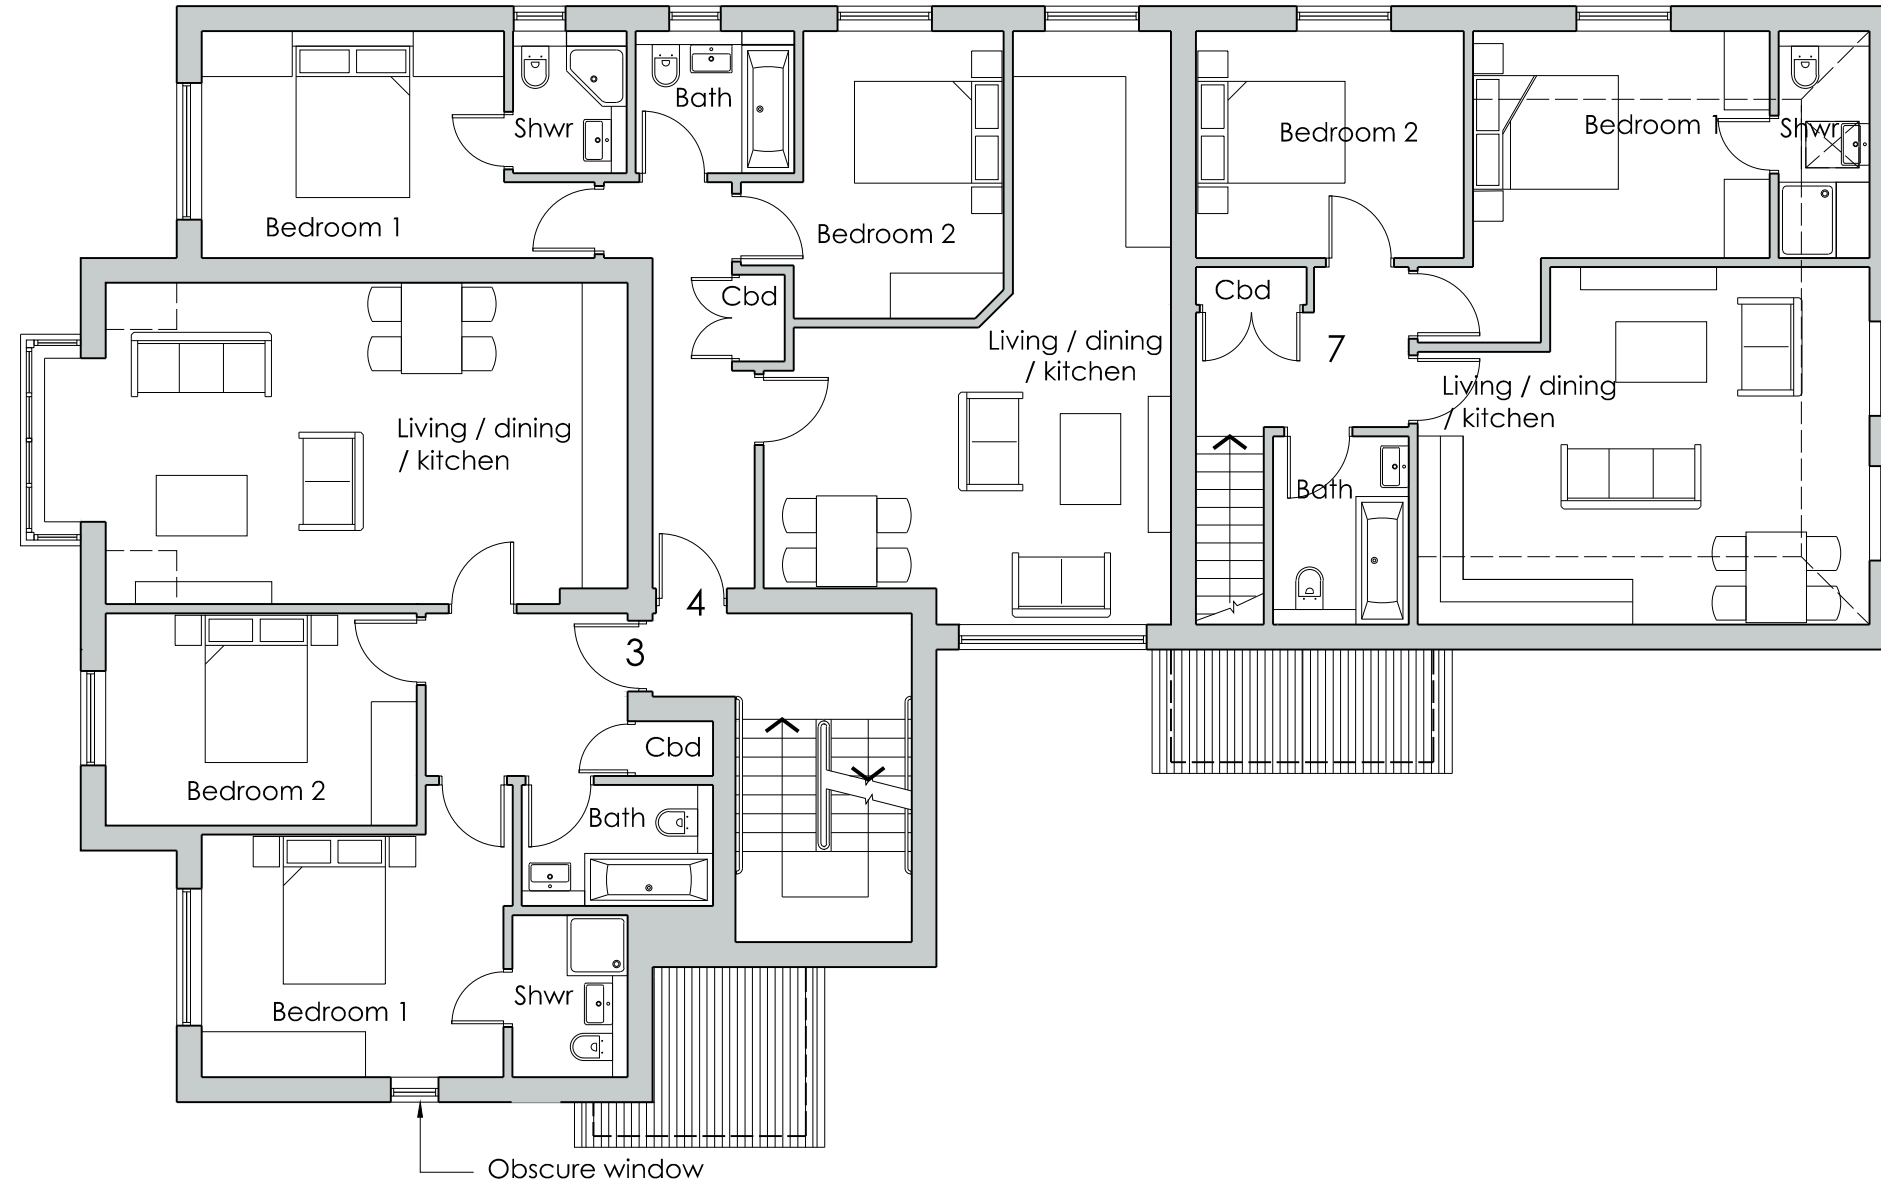 Bath
Shwr
Bedroom 1
Bedroom 2
Cbd
Living / dining
/ kitchen
4
Bedroom 2
Bedroom 1
Shwr
Cbd
7
Living / dining
/ kitchen
Bath
Living / dining
/ kitchen
3
Cbd
Bedroom 2
Bath
Shwr
Bedroom 1
Obscure window